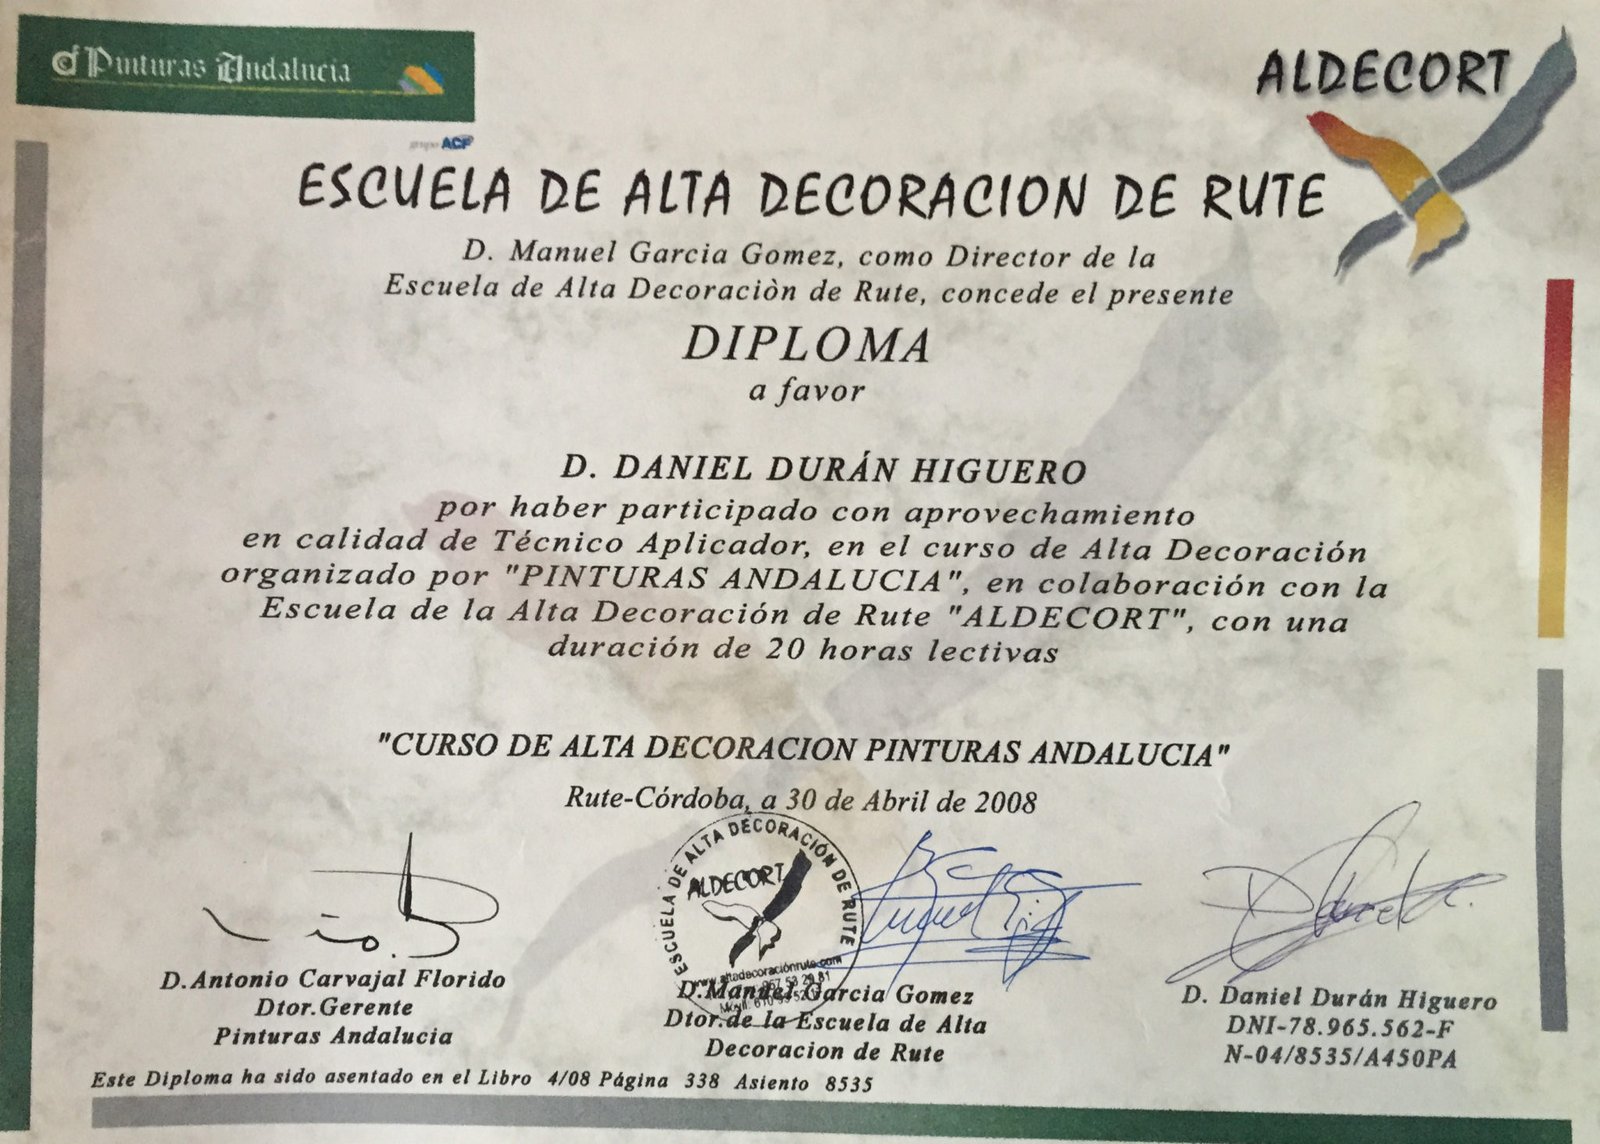 Pinturas Andalucia
grupo ACF
ALDECORT
ESCUELA DE ALTA DECORACION DE RUTE
D. Manuel Garcia Gomez, como Director de la
Escuela de Alta Decoraciòn de Rute, concede el presente
DIPLOMA
a favor
D. DANIEL DURÁN HIGUERO
por haber participado con aprovechamiento
en calidad de Técnico Aplicador, en el curso de Alta Decoración
organizado por "PINTURAS ANDALUCIA", en colaboración con la
Escuela de la Alta Decoración de Rute "ALDECORT", con una
duración de 20 horas lectivas
"CURSO DE ALTA DECORACION PINTURAS ANDALUCIA"
Rute-Córdoba, a 30 de Abril de 2008
ESCUELA DE ALTA DECORACIÓN DE RUTE
ALDECORT
www.altadecoraciónrute.com
D.Antonio Carvajal Florido
Dtor.Gerente
Pinturas Andalucia
D.Manuel Garcia Gomez
Dtor.de la Escuela de Alta
Decoracion de Rute
D. Daniel Durán Higuero
DNI-78.965.562-F
N-04/8535/A450PA
Este Diploma ha sido asentado en el Libro 4/08 Página 338 Asiento 8535